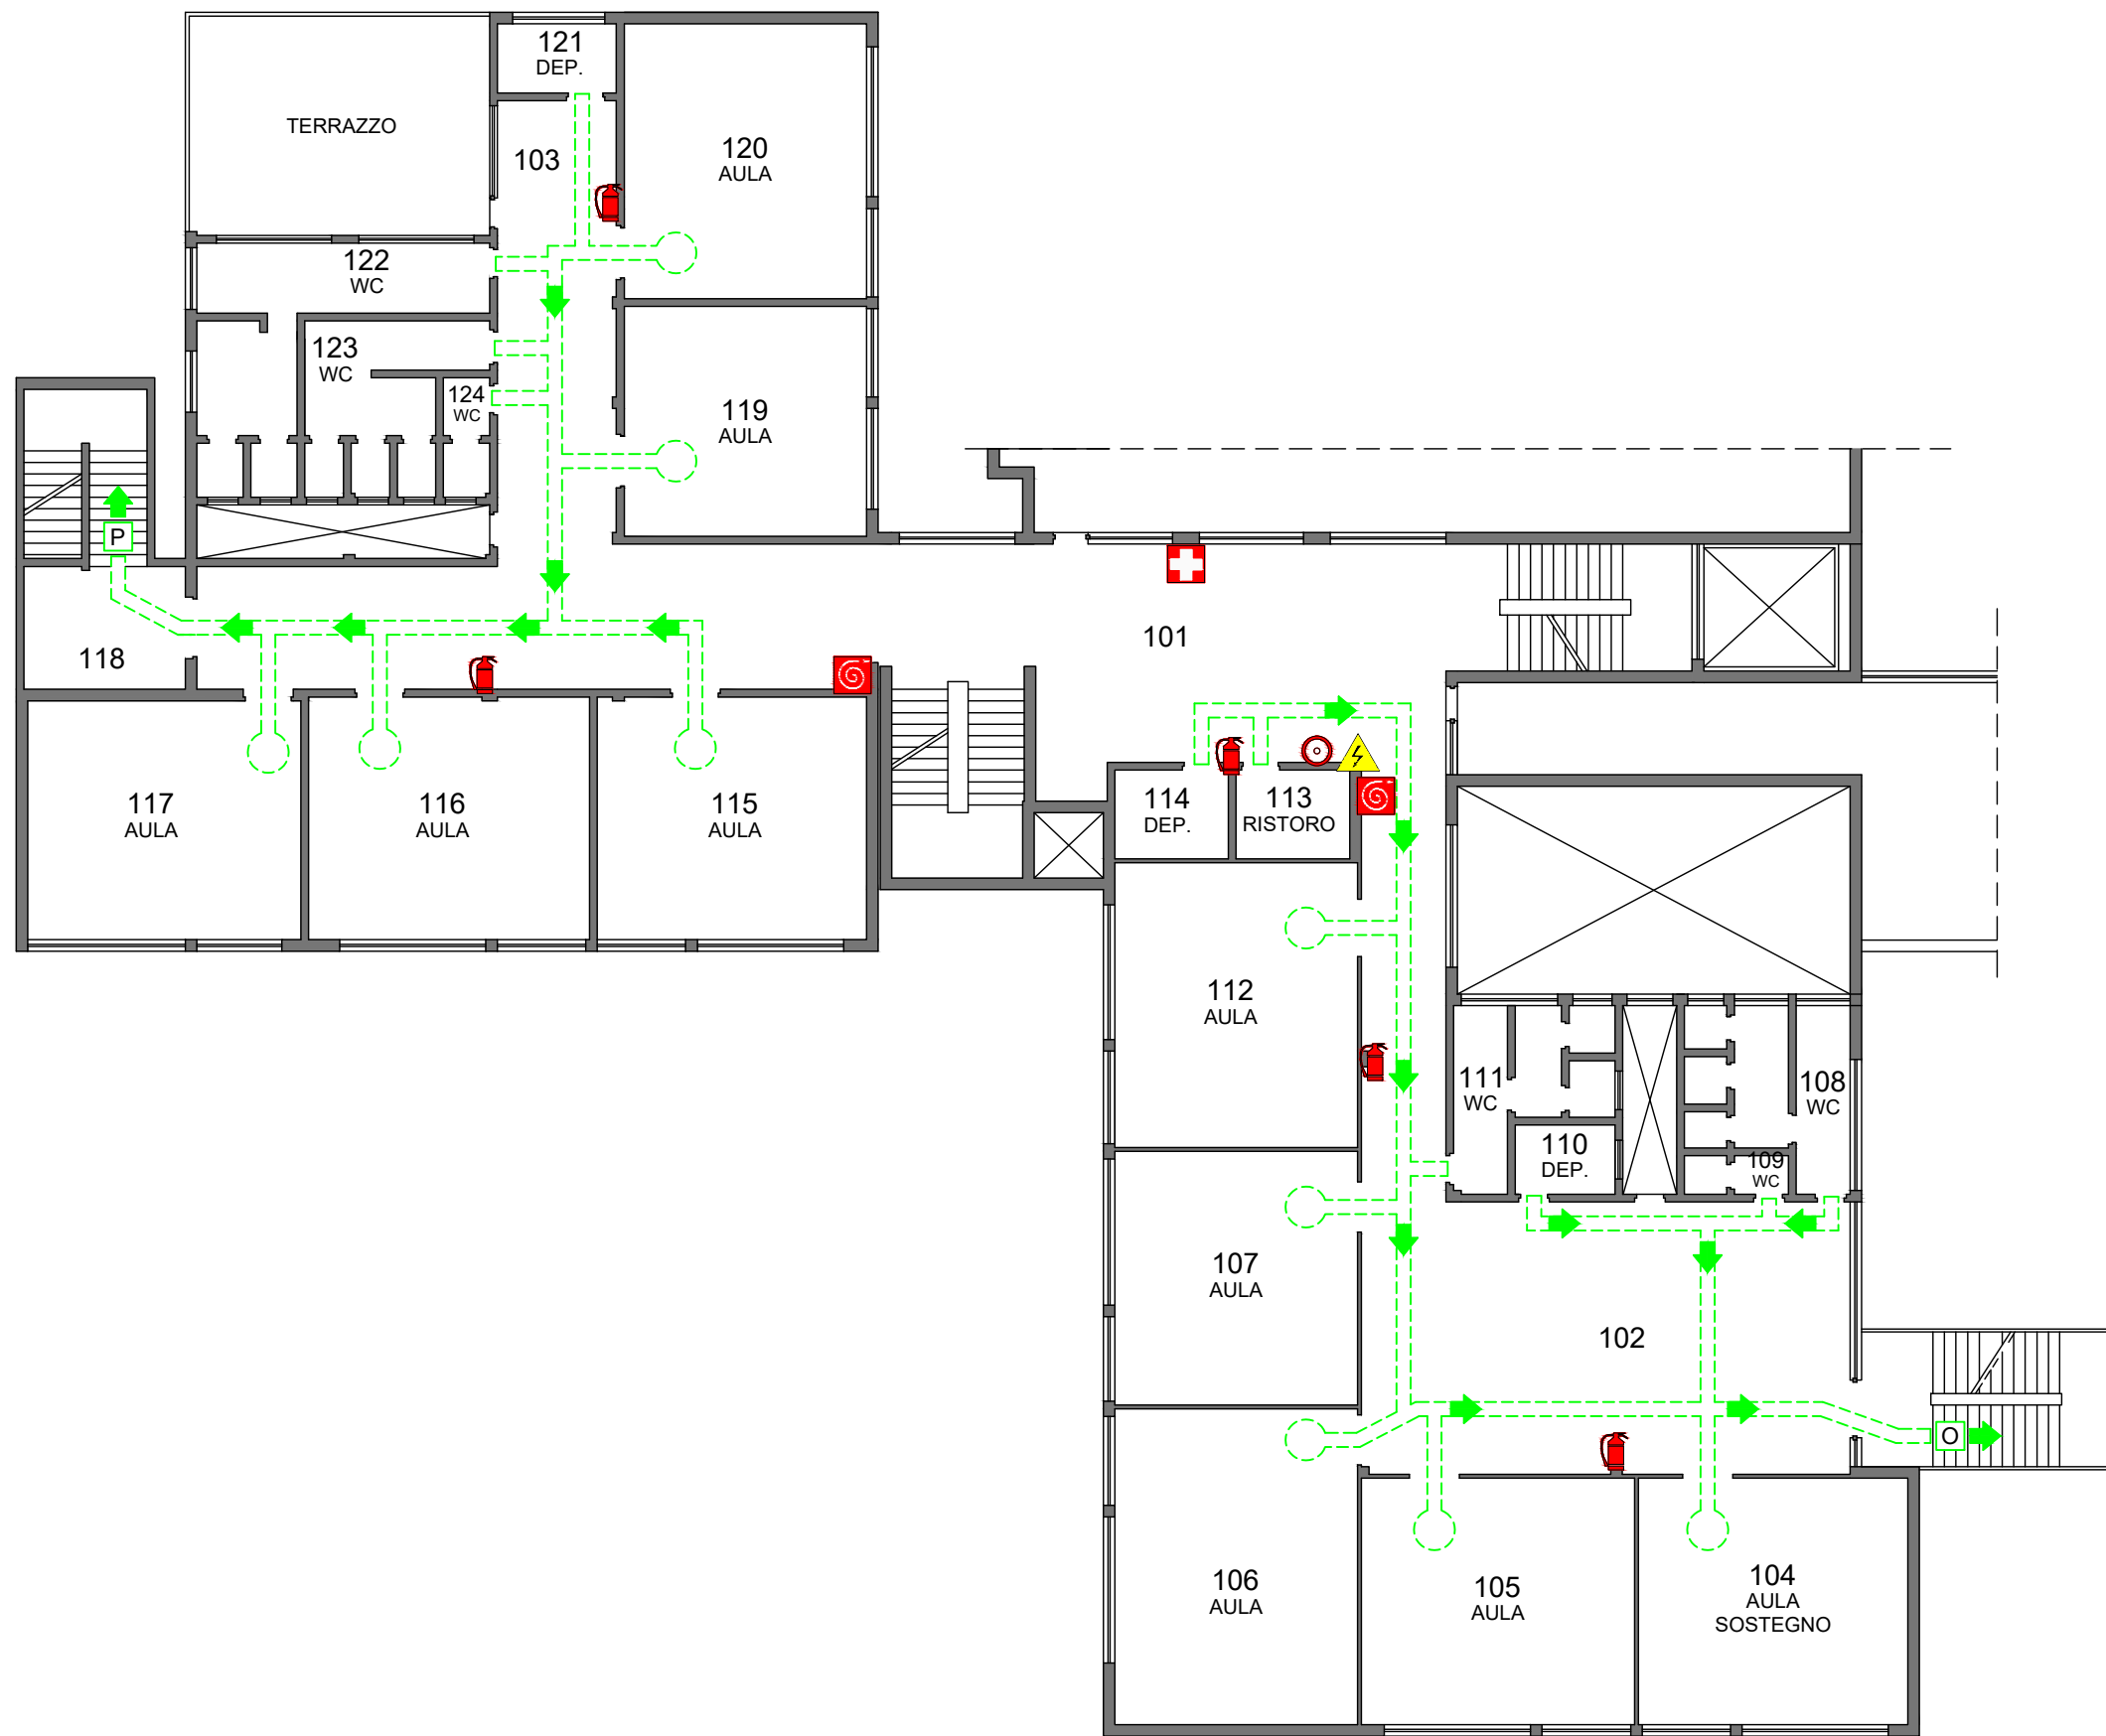 121
DEP.
TERRAZZO
103
120
AULA
122
WC
123
WC
124
WC
119
AULA
P
101
118
117
AULA
116
AULA
115
AULA
114
DEP.
113
RISTORO
112
AULA
111
WC
108
WC
110
DEP.
109
WC
107
AULA
102
O
106
AULA
105
AULA
104
AULA
SOSTEGNO